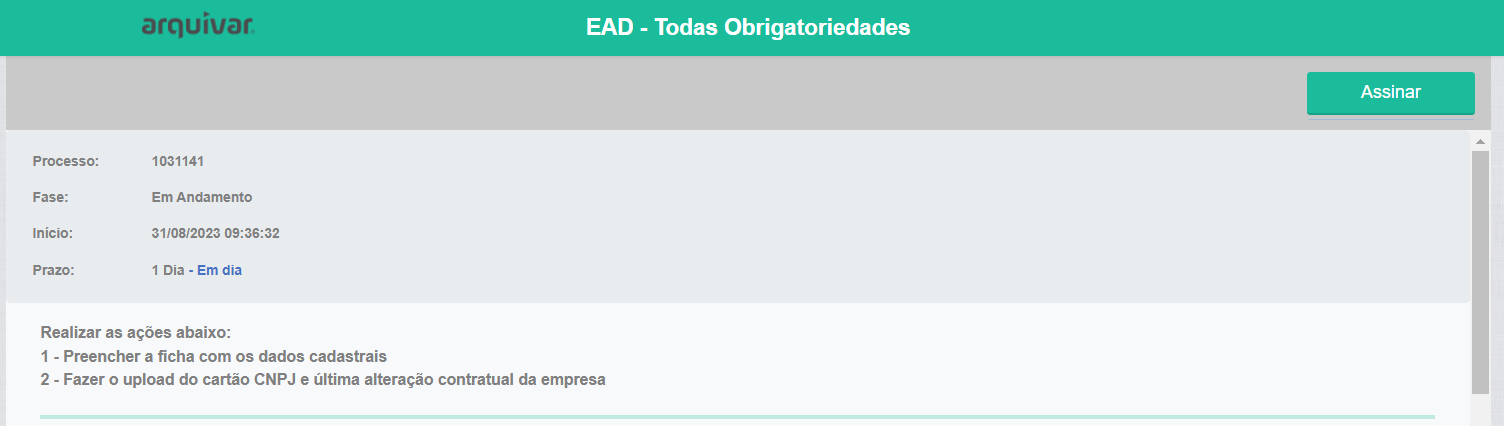 arquivar
EAD - Todas Obrigatoriedades
Assinar
Processo: 1031141
Fase: Em Andamento
Início: 31/08/2023 09:36:32
Prazo: 1 Dia - Em dia
Realizar as ações abaixo:
1 - Preencher a ficha com os dados cadastrais
2 - Fazer o upload do cartão CNPJ e última alteração contratual da empresa